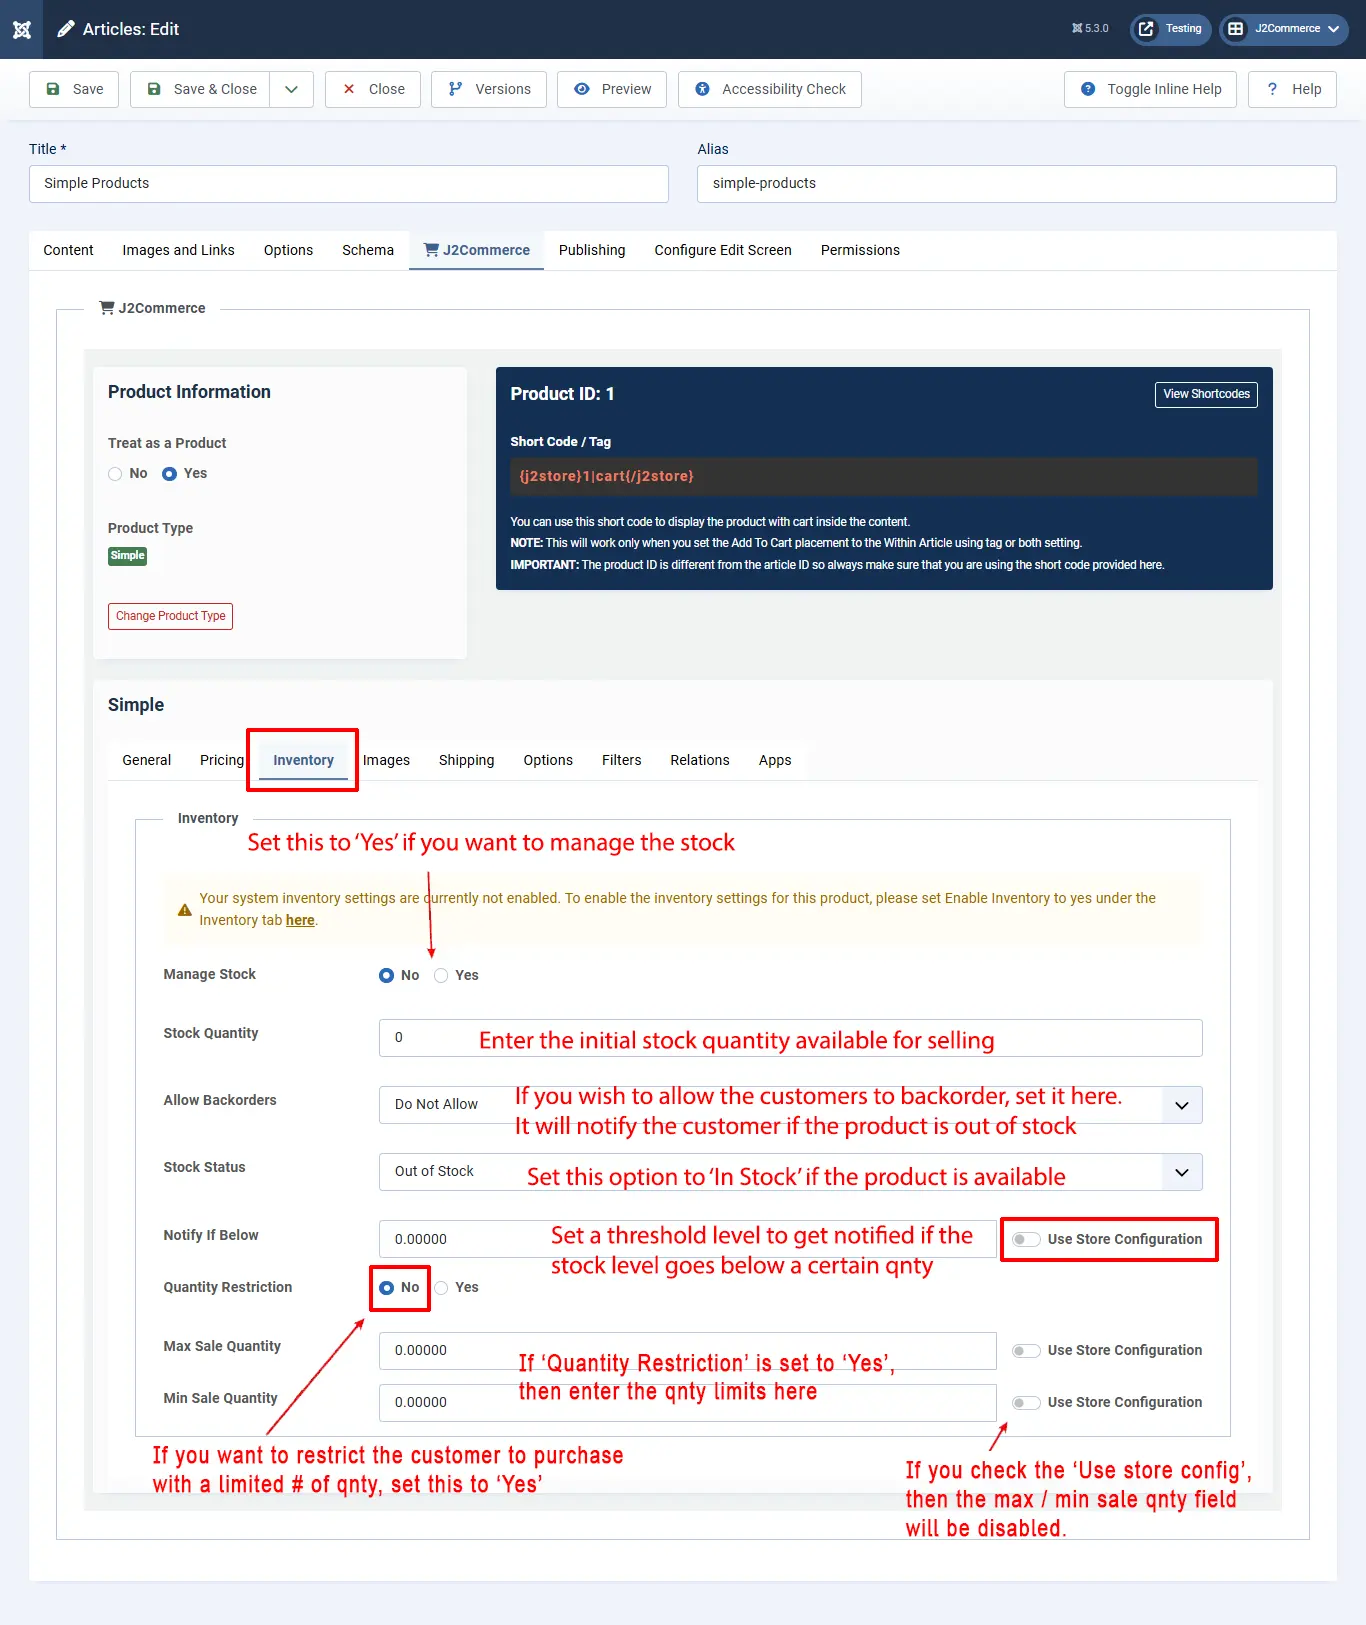 Articles: Edit
5.3.0
Testing
J2Commerce
Save
Save & Close
Close
Versions
Preview
Accessibility Check
Toggle Inline Help
? Help
Title *
Alias
Simple Products
simple-products
Content
Images and Links
Options
Schema
J2Commerce
Publishing
Configure Edit Screen
Permissions
J2Commerce
Product Information
Treat as a Product
No
Yes
Product Type
Simple
Change Product Type
Product ID: 1
View Shortcodes
Short Code / Tag
{j2store}1|cart{/j2store}
You can use this short code to display the product with cart inside the content.
NOTE: This will work only when you set the Add To Cart placement to the Within Article using tag or both setting.
IMPORTANT: The product ID is different from the article ID so always make sure that you are using the short code provided here.
Simple
General
Pricing
Inventory
Images
Shipping
Options
Filters
Relations
Apps
Inventory
Set this to ‘Yes’ if you want to manage the stock
Your system inventory settings are currently not enabled. To enable the inventory settings for this product, please set Enable Inventory to yes under the
Inventory tab here.
Manage Stock
No
Yes
Stock Quantity
0
Enter the initial stock quantity available for selling
Allow Backorders
Do Not Allow
If you wish to allow the customers to backorder, set it here.
It will notify the customer if the product is out of stock
Stock Status
Out of Stock
Set this option to ‘In Stock’ if the product is available
Notify If Below
0.00000
Set a threshold level to get notified if the
stock level goes below a certain qnty
Use Store Configuration
Quantity Restriction
No
Yes
Max Sale Quantity
0.00000
Use Store Configuration
If ‘Quantity Restriction’ is set to ‘Yes’,
then enter the qnty limits here
Min Sale Quantity
0.00000
Use Store Configuration
If you want to restrict the customer to purchase
with a limited # of qnty, set this to ‘Yes’
If you check the ‘Use store config’,
then the max / min sale qnty field
will be disabled.